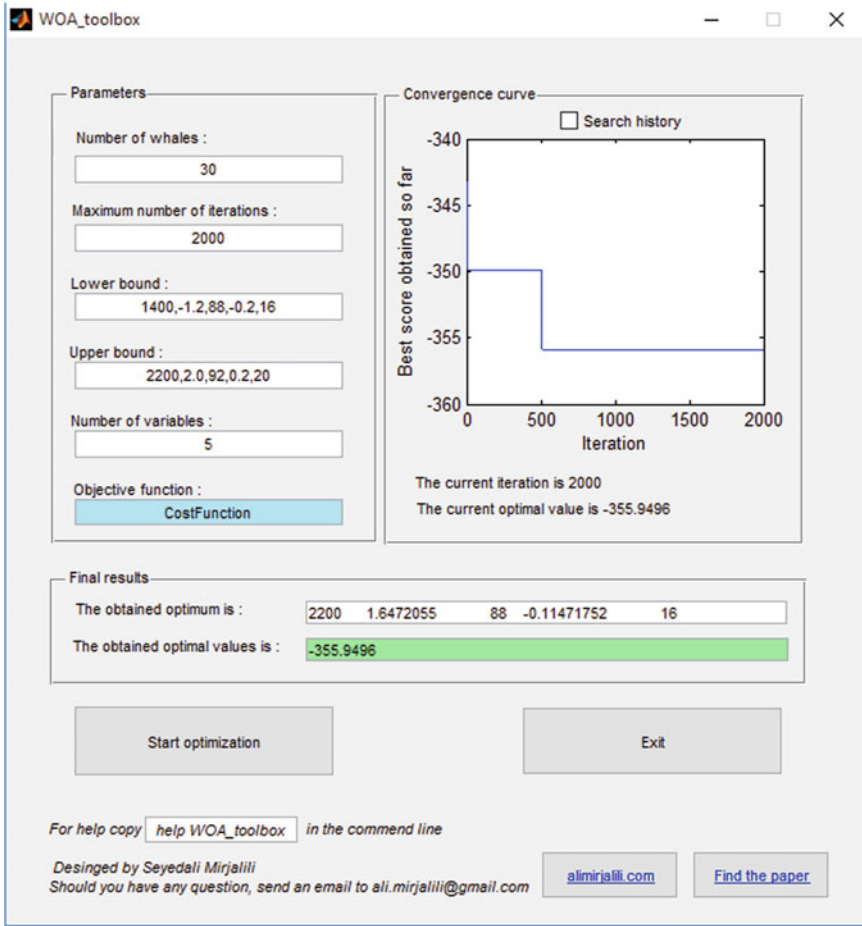 WOA_toolbox
Parameters
Number of whales :
30
Maximum number of iterations :
2000
Lower bound :
1400,-1.2,88,-0.2,16
Upper bound :
2200,2.0,92,0.2,20
Number of variables :
5
Objective function :
CostFunction
Convergence curve
Search history
Best score obtained so far
-340
-345
-350
-355
-360
0 500 1000 1500 2000
Iteration
The current iteration is 2000
The current optimal value is -355.9496
Final results
The obtained optimum is :
2200 1.6472055 88 -0.11471752 16
The obtained optimal values is :
-355.9496
Start optimization
Exit
For help copy help WOA_toolbox in the commend line
Desinged by Seyedali Mirjalili
Should you have any question, send an email to ali.mirjalili@gmail.com
alimirjalili.com
Find the paper